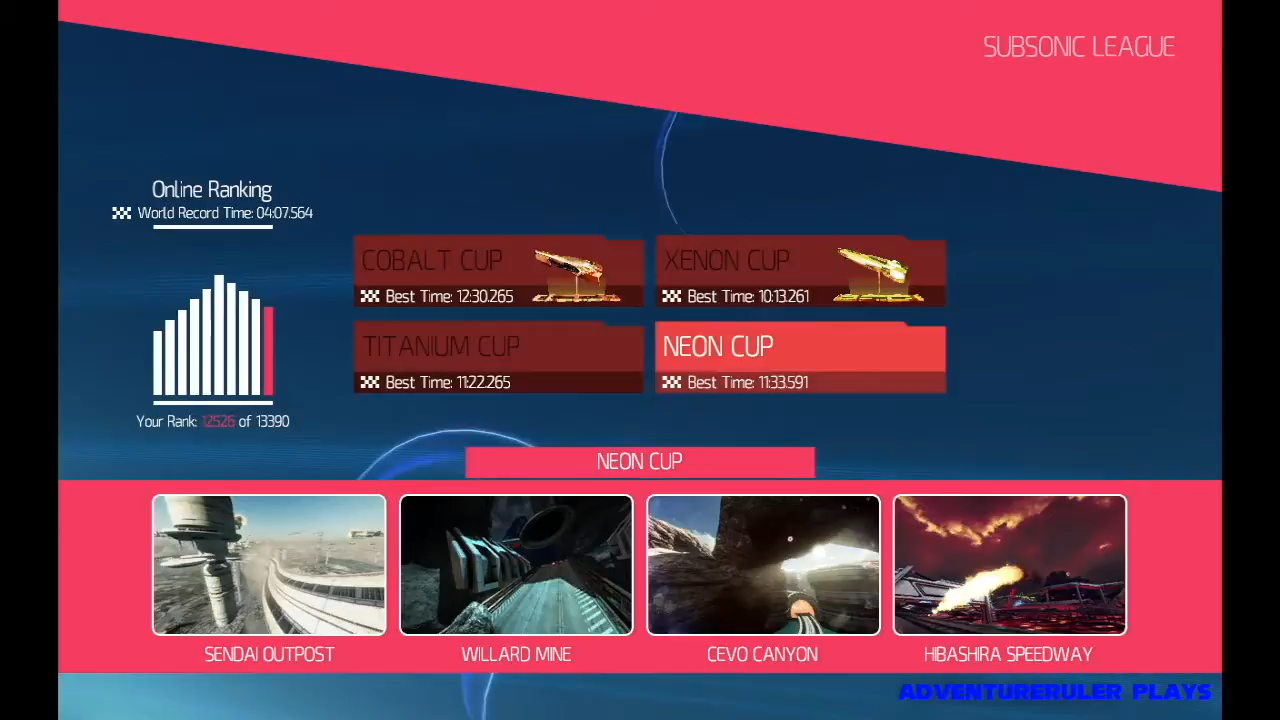 SUBSONIC LEAGUE
Online Ranking
World Record Time: 04:07.564
COBALT CUP
Best Time: 12:30.265
XENON CUP
Best Time: 10:13.261
TITANIUM CUP
Best Time: 11:22.265
NEON CUP
Best Time: 11:33.591
Your Rank: 12526 of 13390
NEON CUP
SENDAI OUTPOST
WILLARD MINE
CEVO CANYON
HIBASHIRA SPEEDWAY
ADVENTURERULER PLAYS